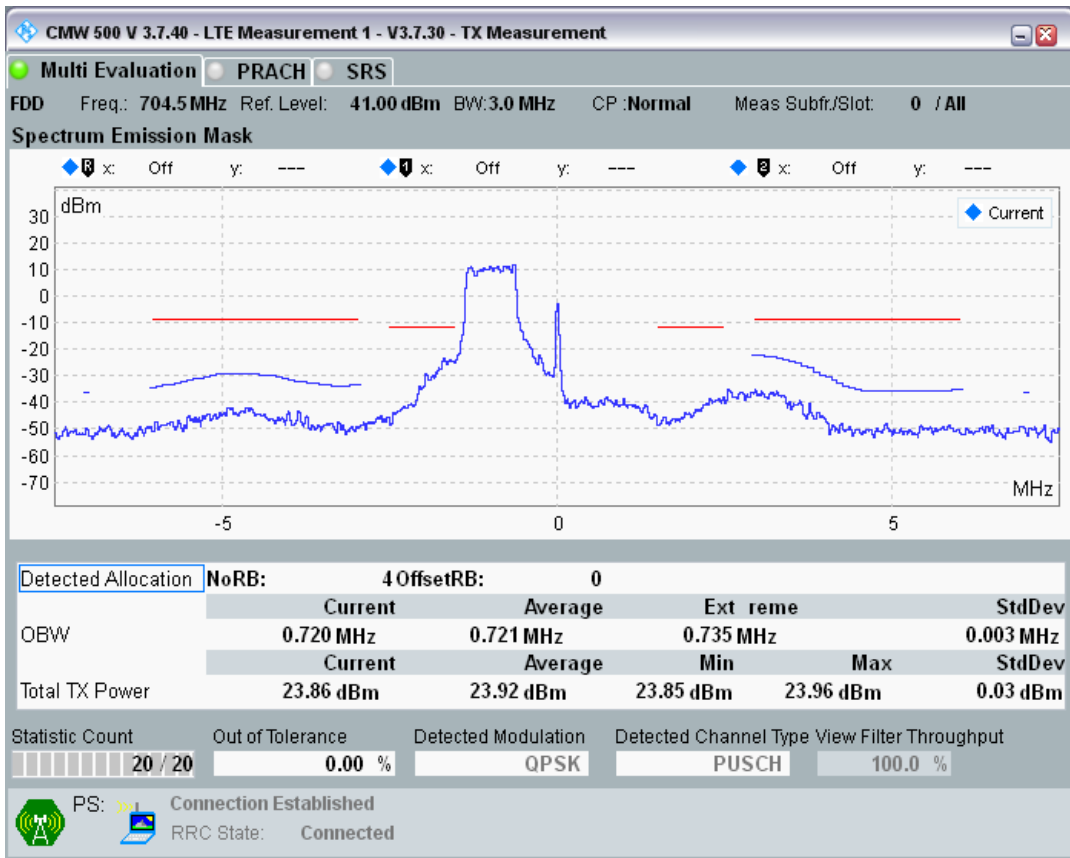 CMW 500 V 3.7.40 - LTE Measurement 1 - V3.7.30 - TX Measurement
Multi Evaluation PRACH SRS
FDD Freq.: 704.5 MHz Ref. Level: 41.00 dBm BW: 3.0 MHz CP :Normal Meas Subfr./Slot: 0 / All
Spectrum Emission Mask
R x: Off y: --- 1 x: Off y: --- 2 x: Off y: ---
dBm
Current
30
20
10
0
-10
-20
-30
-40
-50
-60
-70
MHz
-5 0 5
Detected Allocation NoRB: 4 OffsetRB: 0
Current Average Ext reme StdDev
OBW 0.720 MHz 0.721 MHz 0.735 MHz 0.003 MHz
Current Average Min Max StdDev
Total TX Power 23.86 dBm 23.92 dBm 23.85 dBm 23.96 dBm 0.03 dBm
Statistic Count Out of Tolerance Detected Modulation Detected Channel Type View Filter Throughput
20 / 20 0.00 % QPSK PUSCH 100.0 %
PS: Connection Established
RRC State: Connected